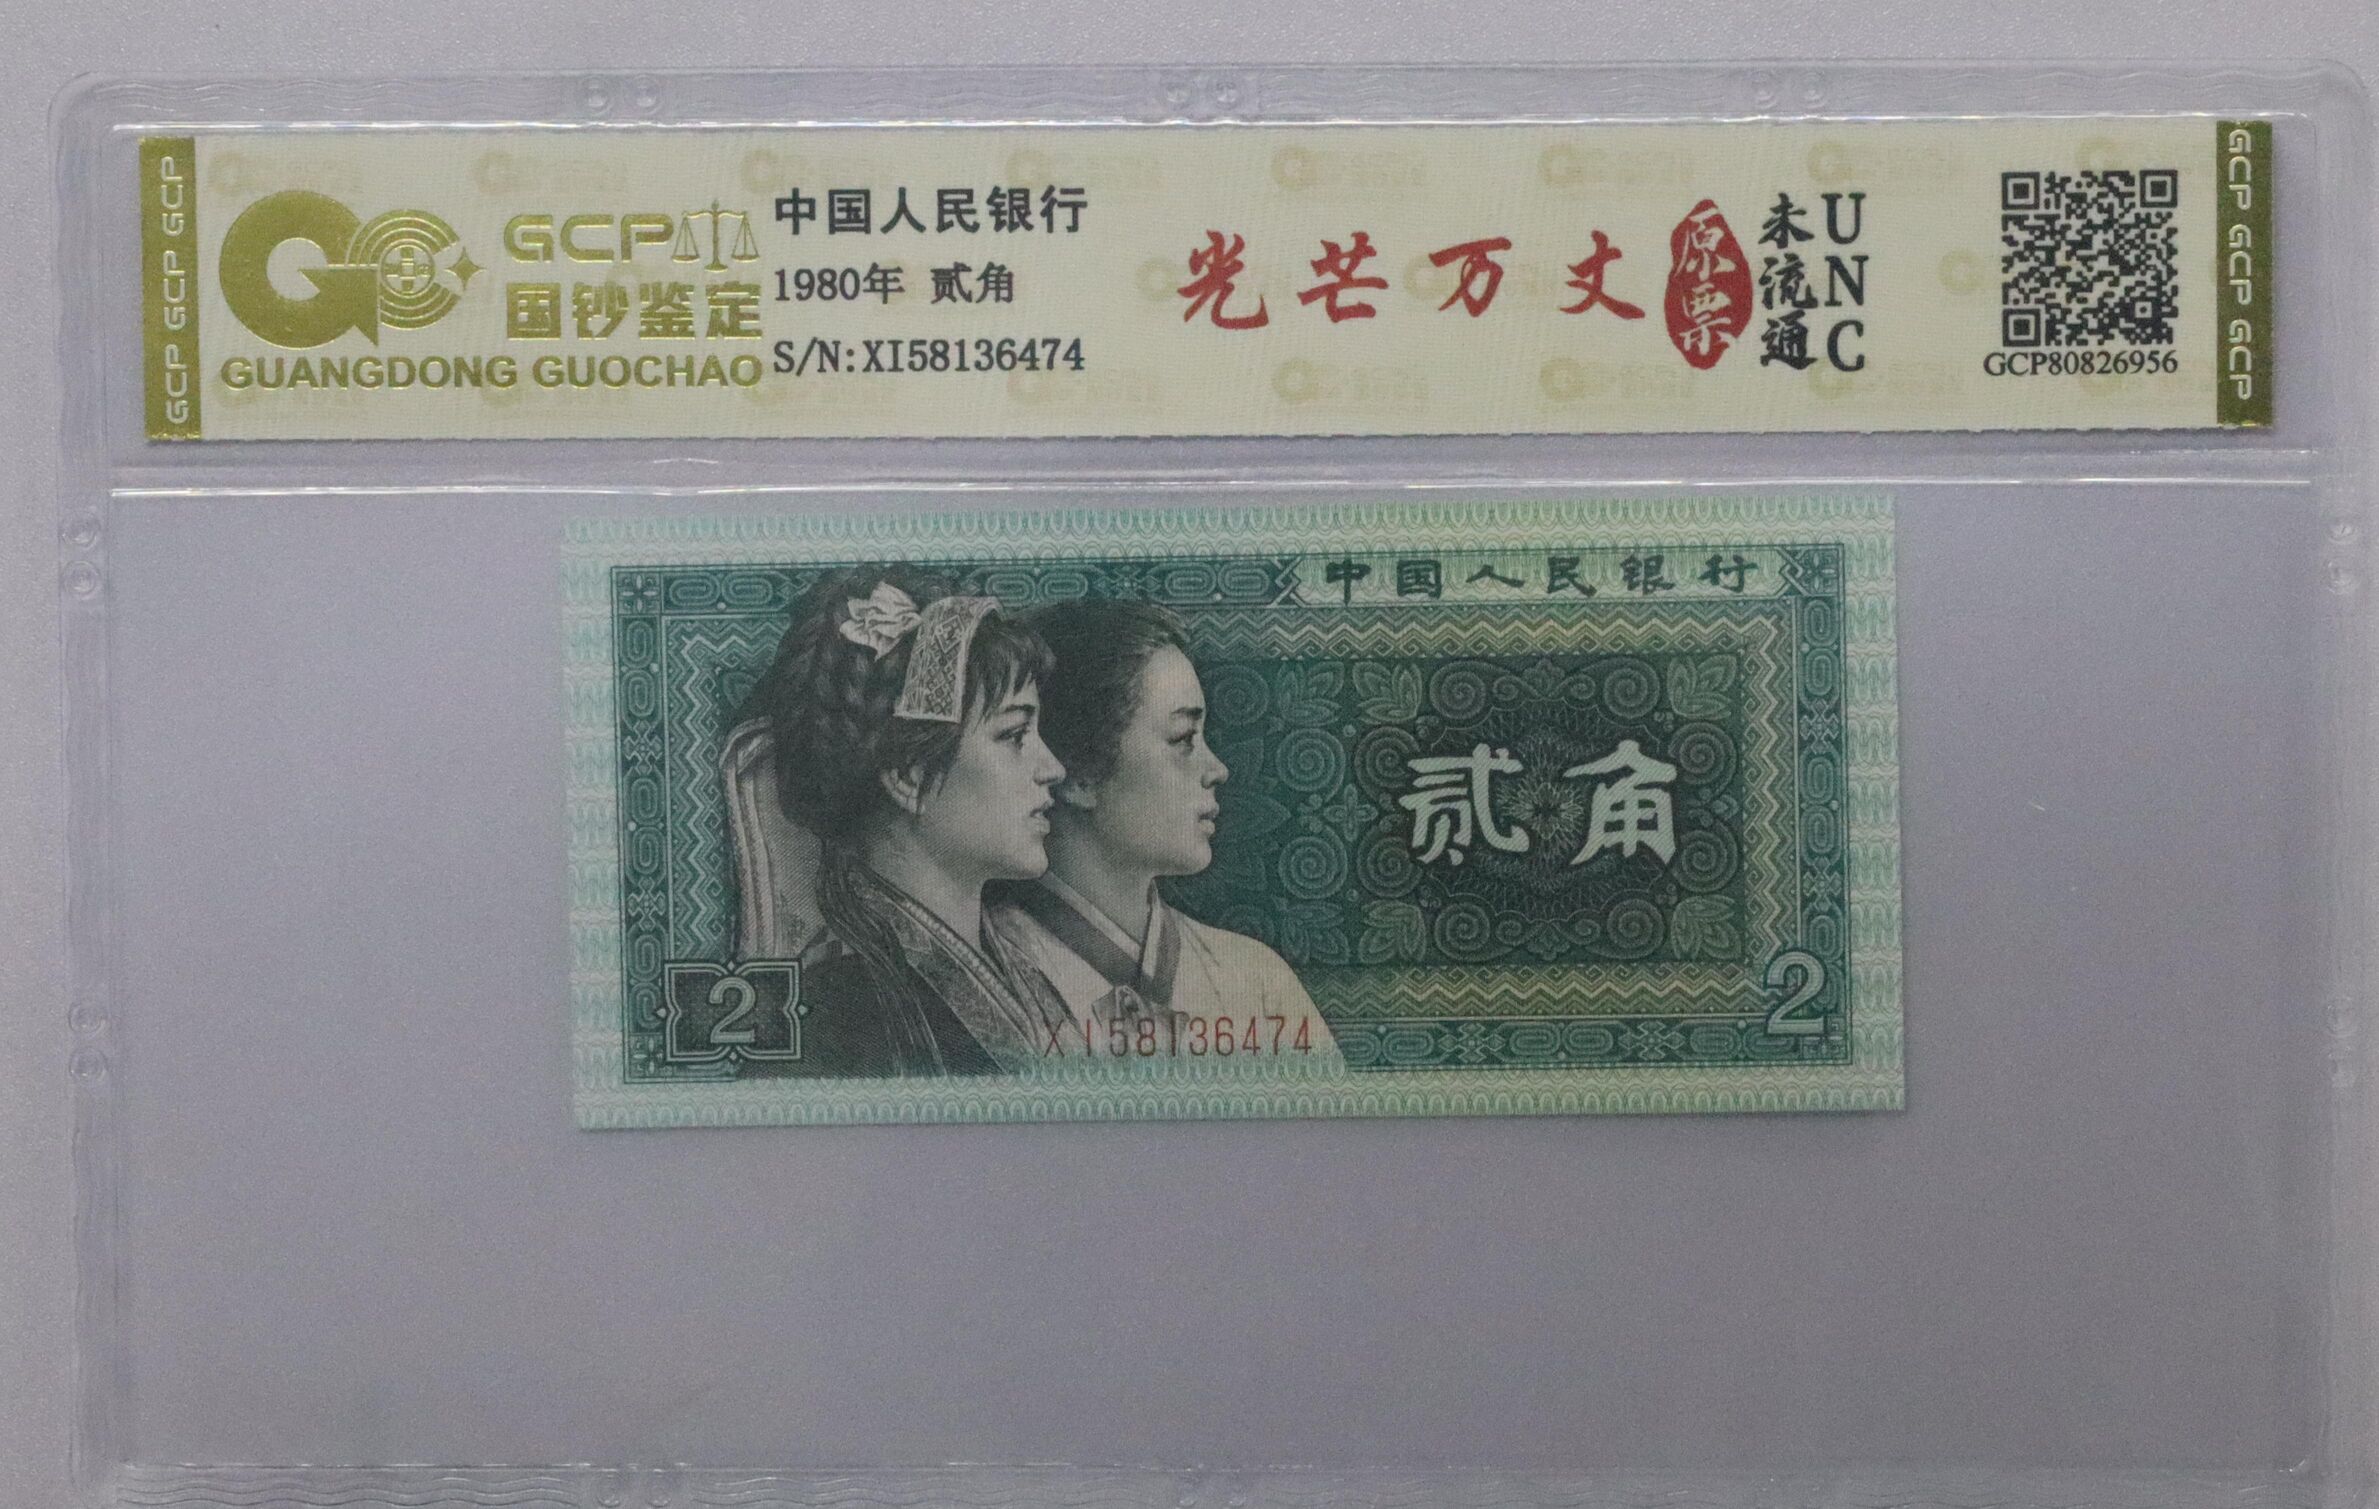 GCP GCP GCP
GCP
国钞鉴定
GUANGDONG GUOCHAO
中国人民银行
1980年 贰角
S/N:XI58136474
光芒万丈
原票
未流通
UNC
GCP80826956
GCP GCP GCP
中国人民银行
贰角
2
2
XI58136474